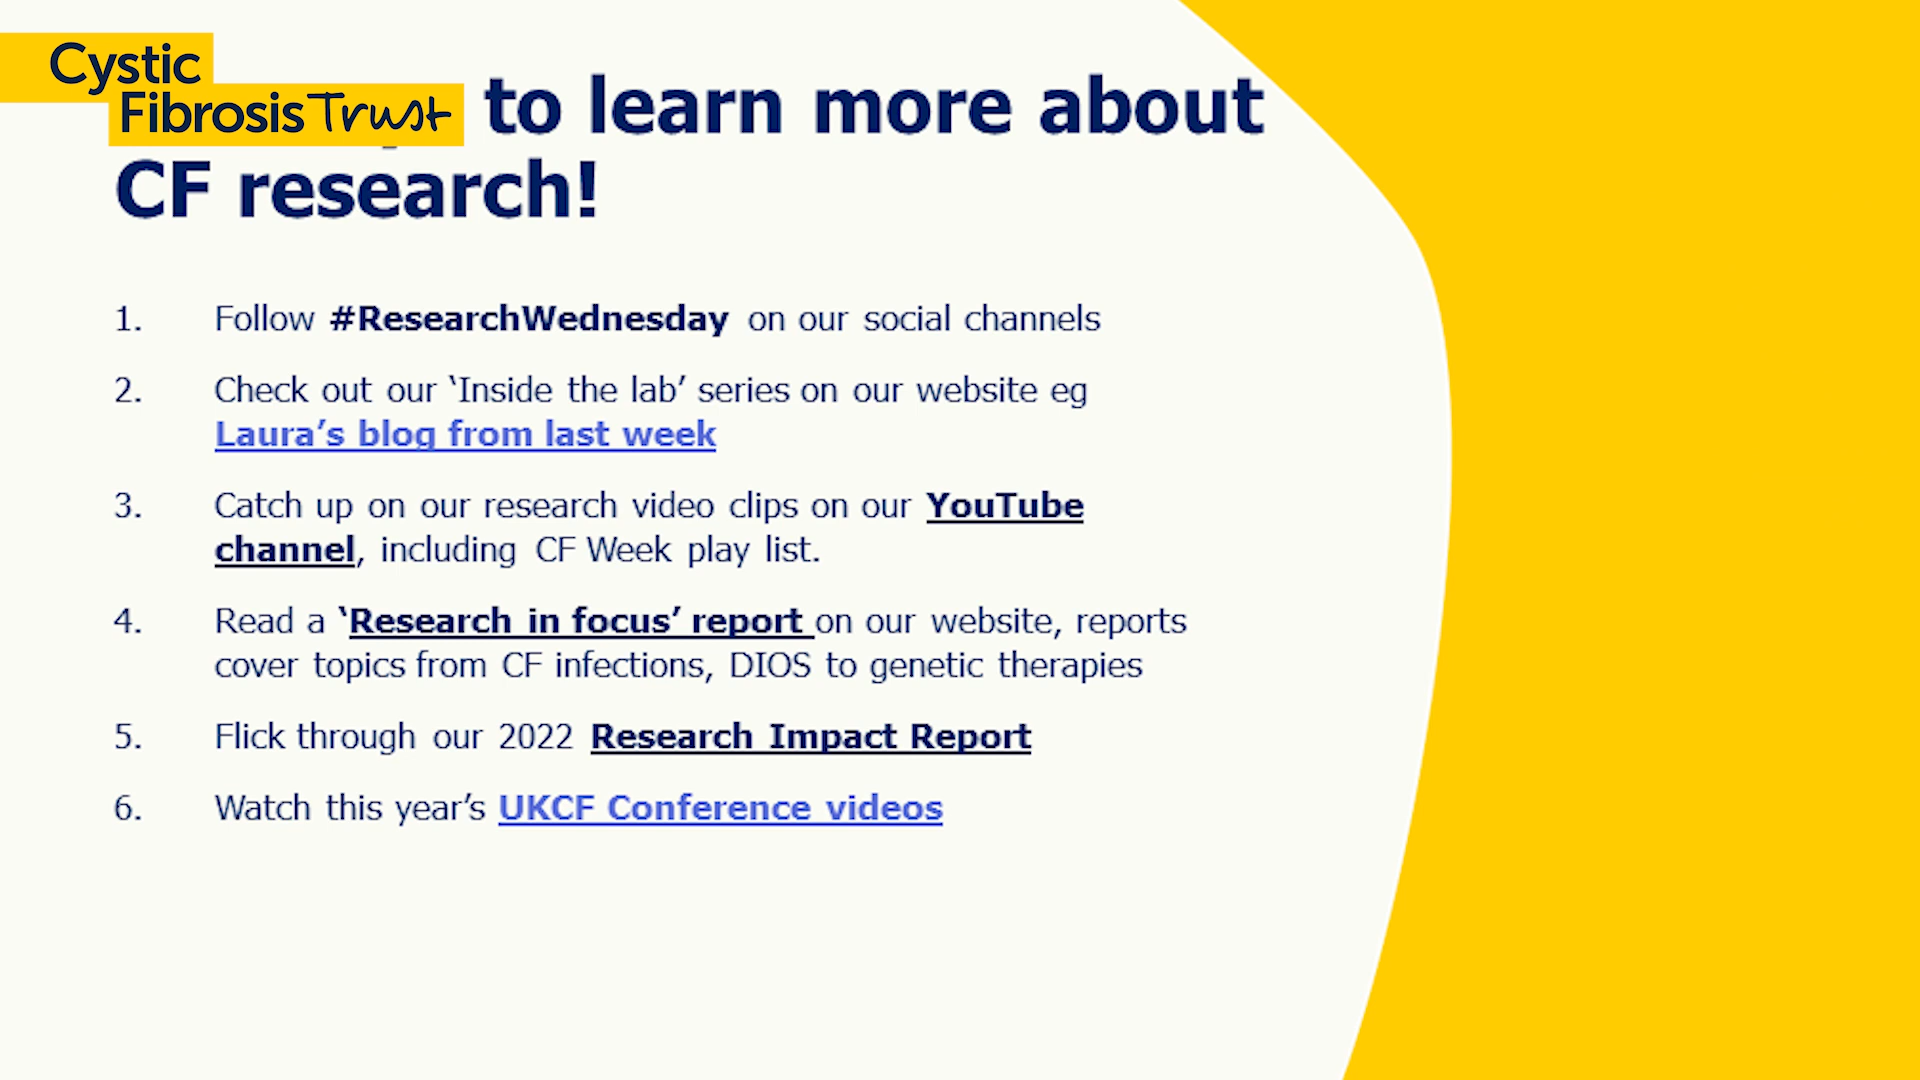 Cystic
Fibrosis Trust
to learn more about
CF research!
1. Follow #ResearchWednesday on our social channels
2. Check out our ‘Inside the lab’ series on our website eg
Laura’s blog from last week
3. Catch up on our research video clips on our YouTube
channel, including CF Week play list.
4. Read a ‘Research in focus’ report on our website, reports
cover topics from CF infections, DIOS to genetic therapies
5. Flick through our 2022 Research Impact Report
6. Watch this year’s UKCF Conference videos